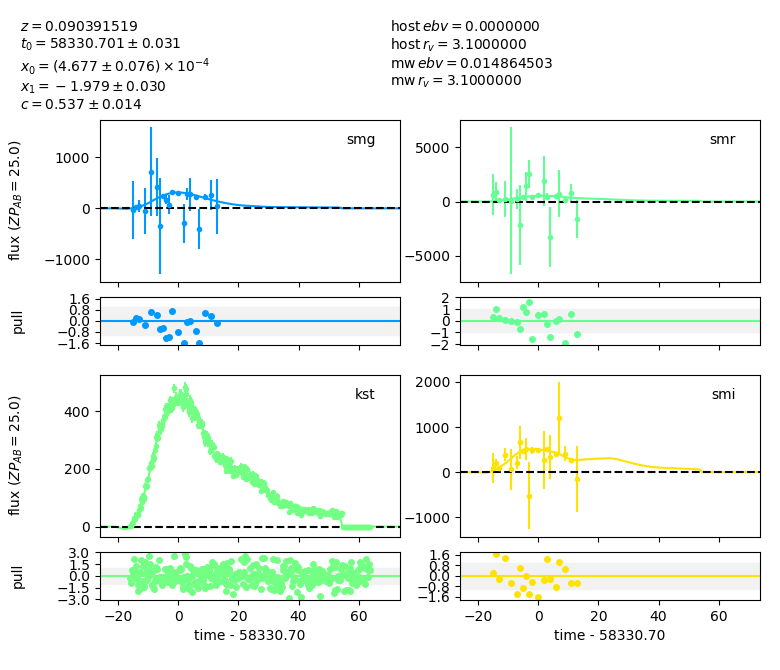 z = 0.090391519
t₀ = 58330.701 ± 0.031
x₀ = (4.677 ± 0.076) × 10⁻⁴
x₁ = −1.979 ± 0.030
c = 0.537 ± 0.014
host ebv = 0.0000000
host r_v = 3.1000000
mw ebv = 0.014864503
mw r_v = 3.1000000
flux (ZP_AB = 25.0)
1000
0
−1000
smg
5000
0
−5000
smr
pull
1.6
0.8
0.0
−0.8
−1.6
2
1
0
−1
−2
flux (ZP_AB = 25.0)
400
200
0
kst
2000
1000
0
−1000
smi
pull
3.0
1.5
0.0
−1.5
−3.0
−20 0 20 40 60
time - 58330.70
1.6
0.8
0.0
−0.8
−1.6
−20 0 20 40 60
time - 58330.70